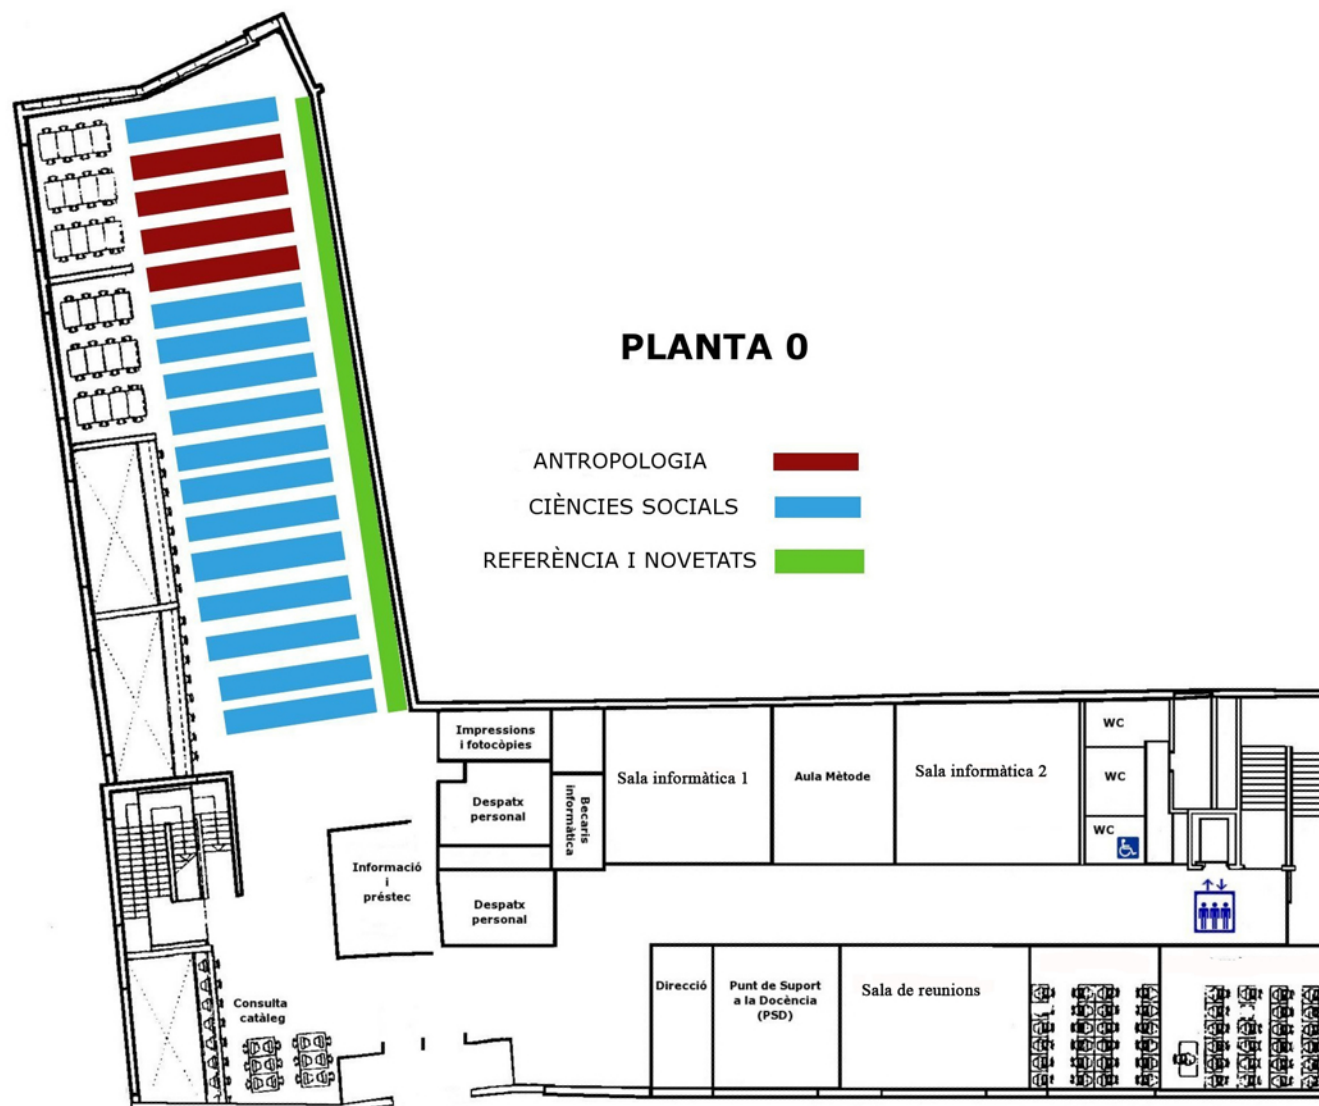 PLANTA 0
ANTROPOLOGIA
CIÈNCIES SOCIALS
REFERÈNCIA I NOVETATS
Impressions
i fotocòpies
Despatx
personal
Becaris
informàtica
Sala informàtica 1
Aula Mètode
Sala informàtica 2
WC
WC
WC
Informació
i
préstec
Despatx
personal
Consulta
catàleg
Direcció
Punt de Suport
a la Docència
(PSD)
Sala de reunions